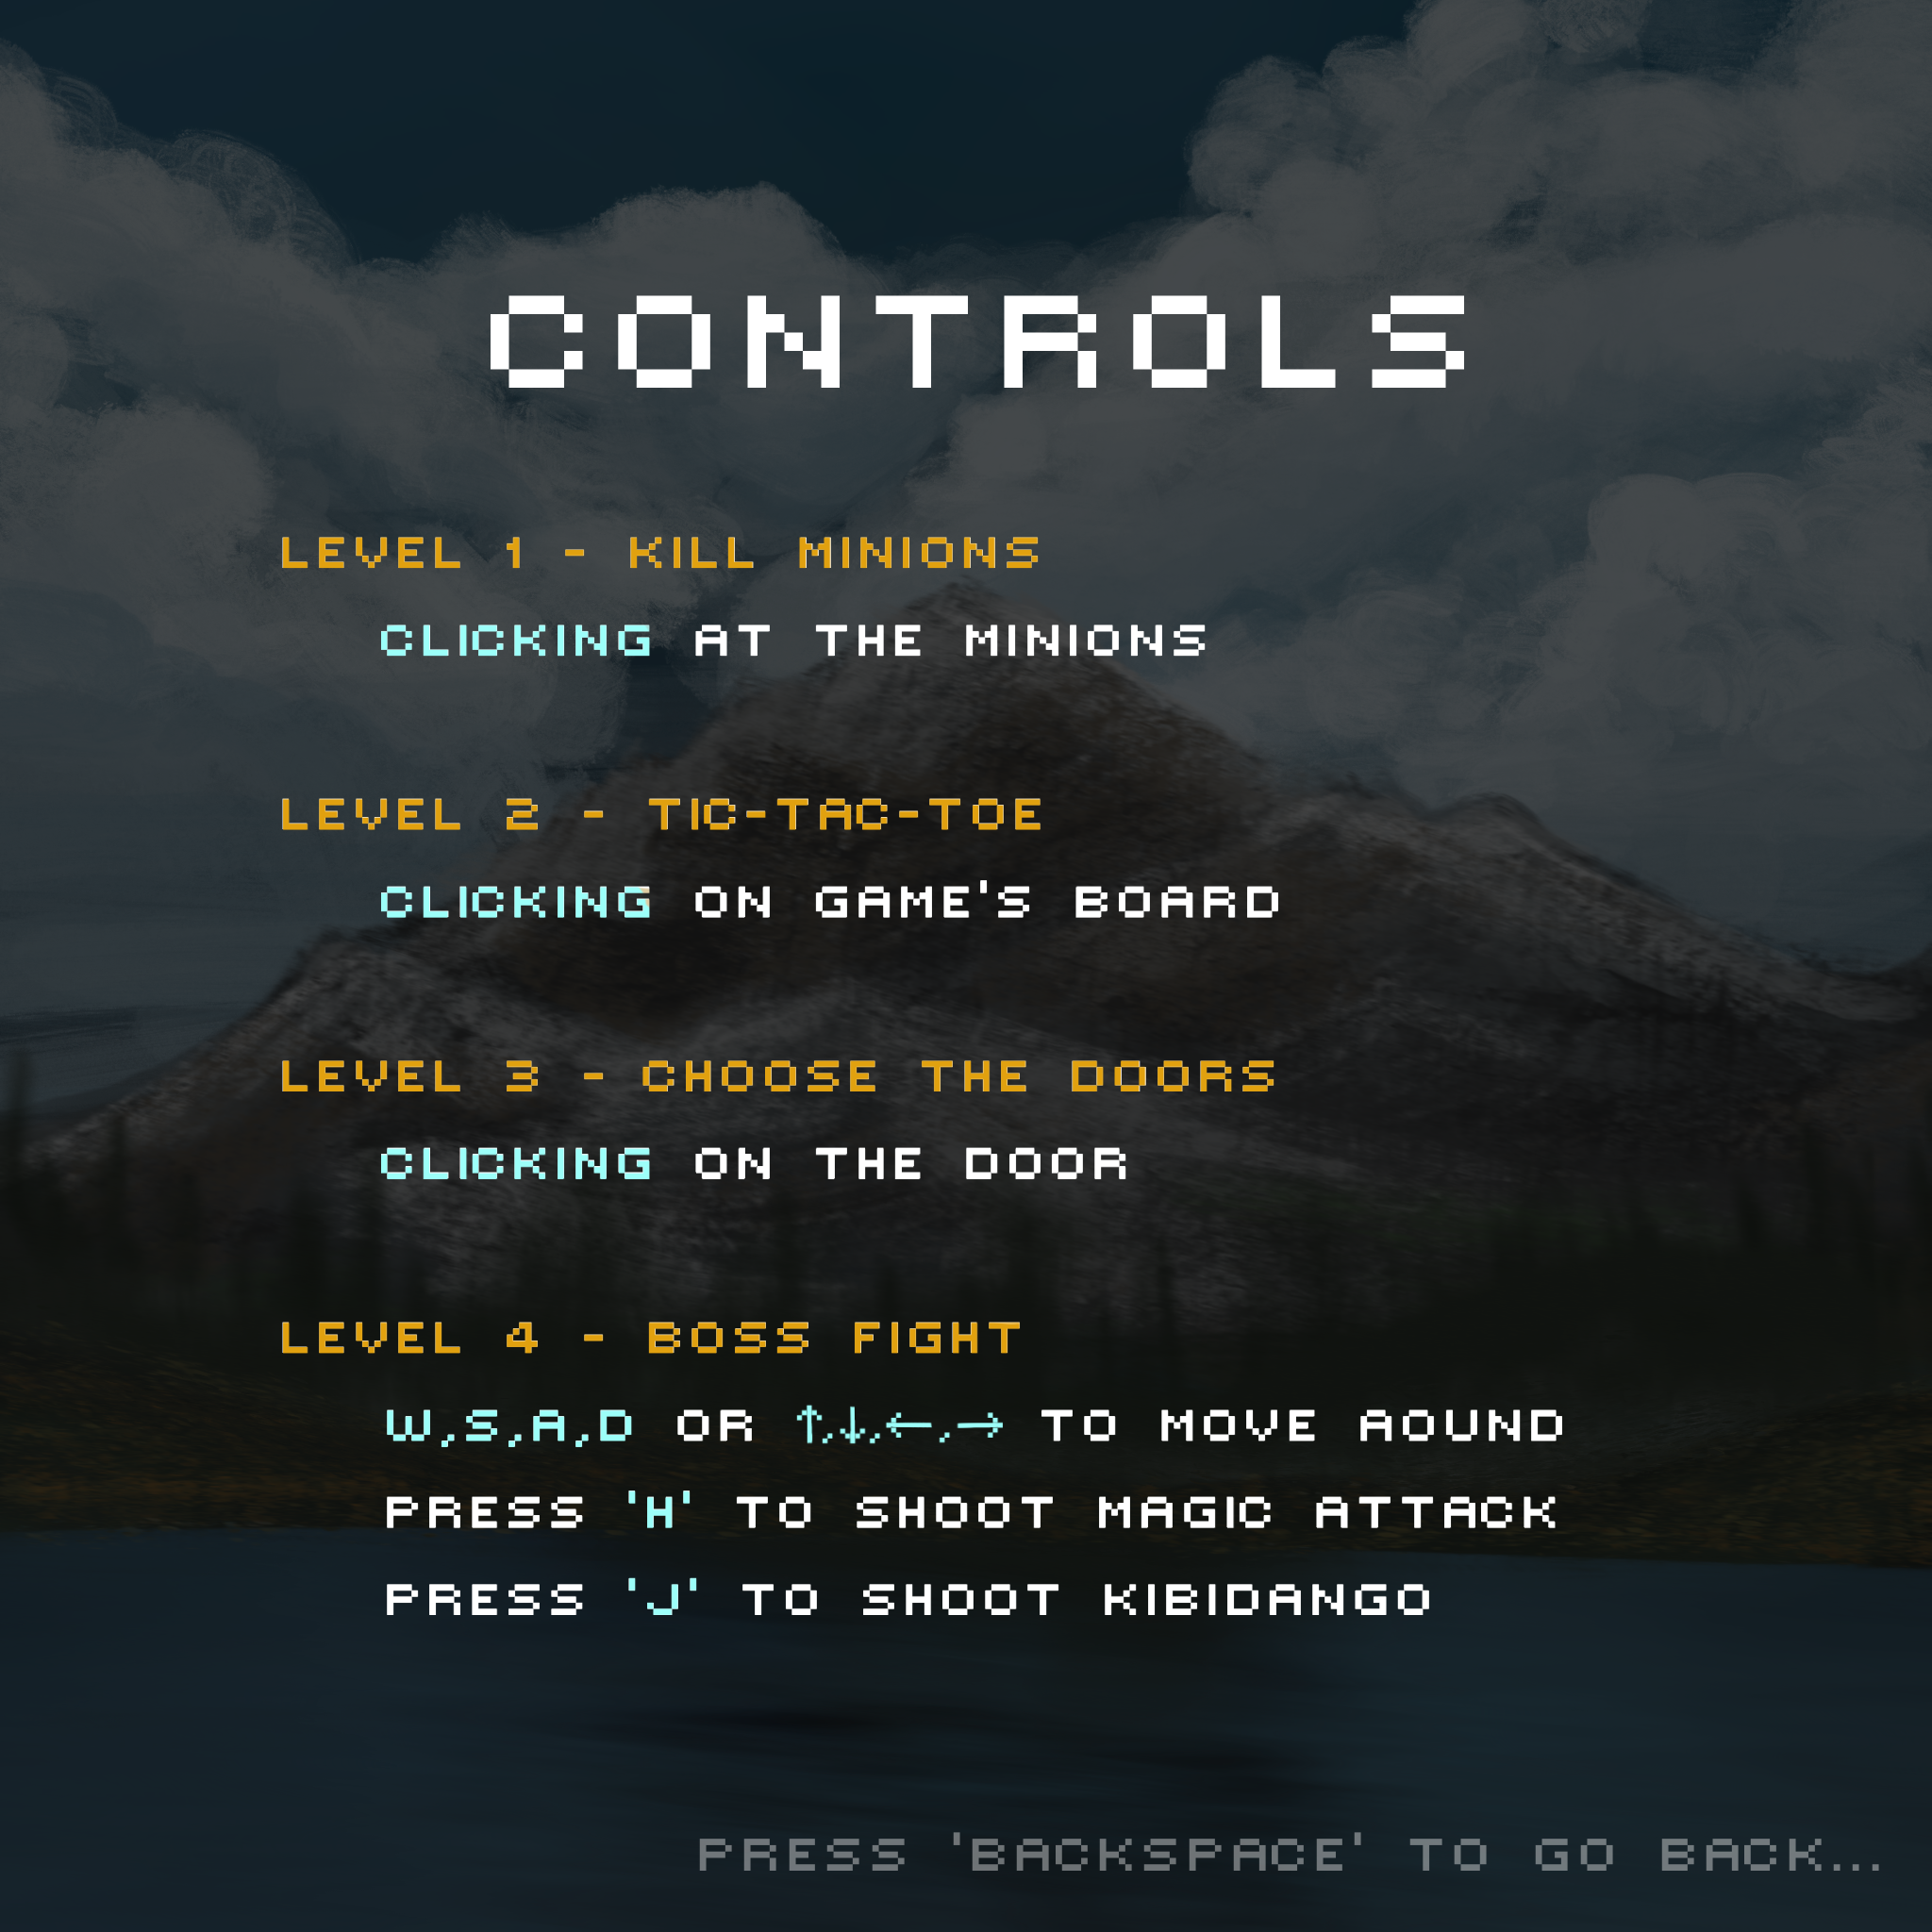 CONTROLS
LEVEL 1 - KILL MINIONS
CLICKING AT THE MINIONS
LEVEL 2 - TIC-TAC-TOE
CLICKING ON GAME'S BOARD
LEVEL 3 - CHOOSE THE DOORS
CLICKING ON THE DOOR
LEVEL 4 - BOSS FIGHT
W,S,A,D OR ↑,↓,←,→ TO MOVE AOUND
PRESS 'H' TO SHOOT MAGIC ATTACK
PRESS 'J' TO SHOOT KIBIDANGO
PRESS 'BACKSPACE' TO GO BACK...